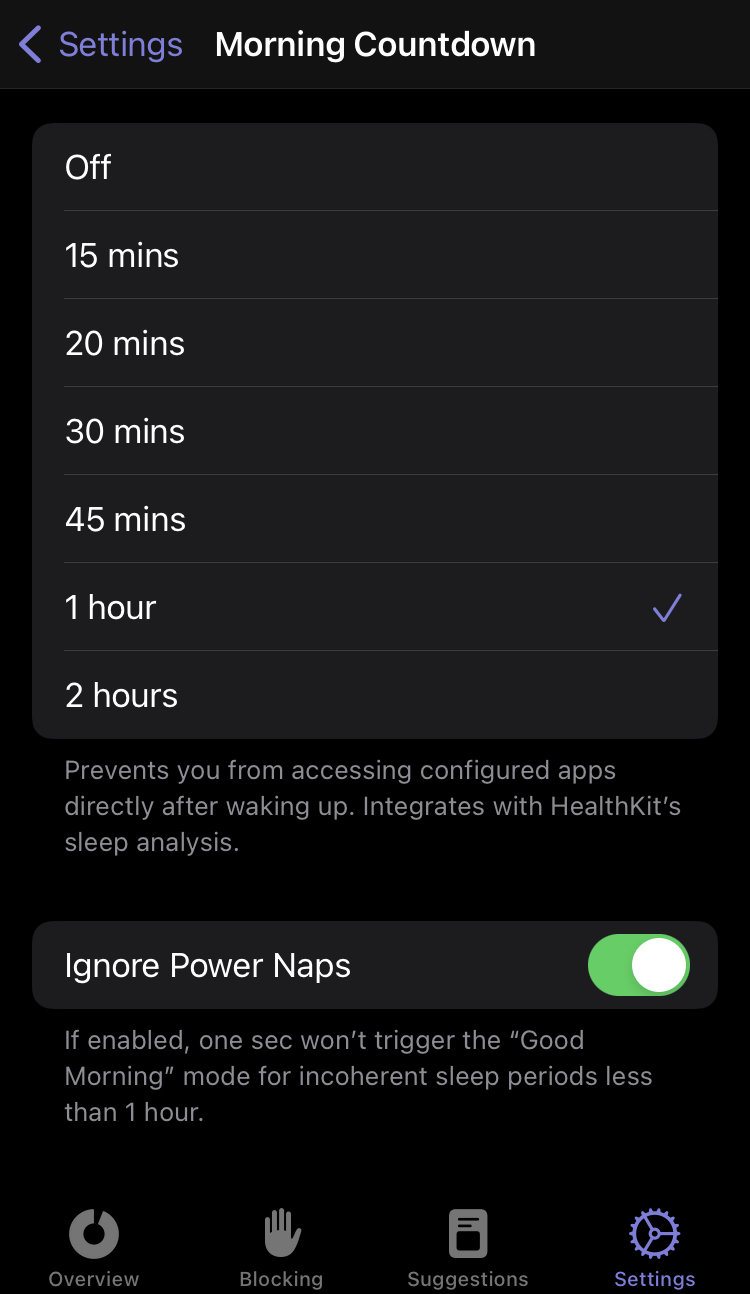 Settings
Morning Countdown
Off
15 mins
20 mins
30 mins
45 mins
1 hour
2 hours
Prevents you from accessing configured apps
directly after waking up. Integrates with HealthKit’s
sleep analysis.
Ignore Power Naps
If enabled, one sec won’t trigger the “Good
Morning” mode for incoherent sleep periods less
than 1 hour.
Overview
Blocking
Suggestions
Settings